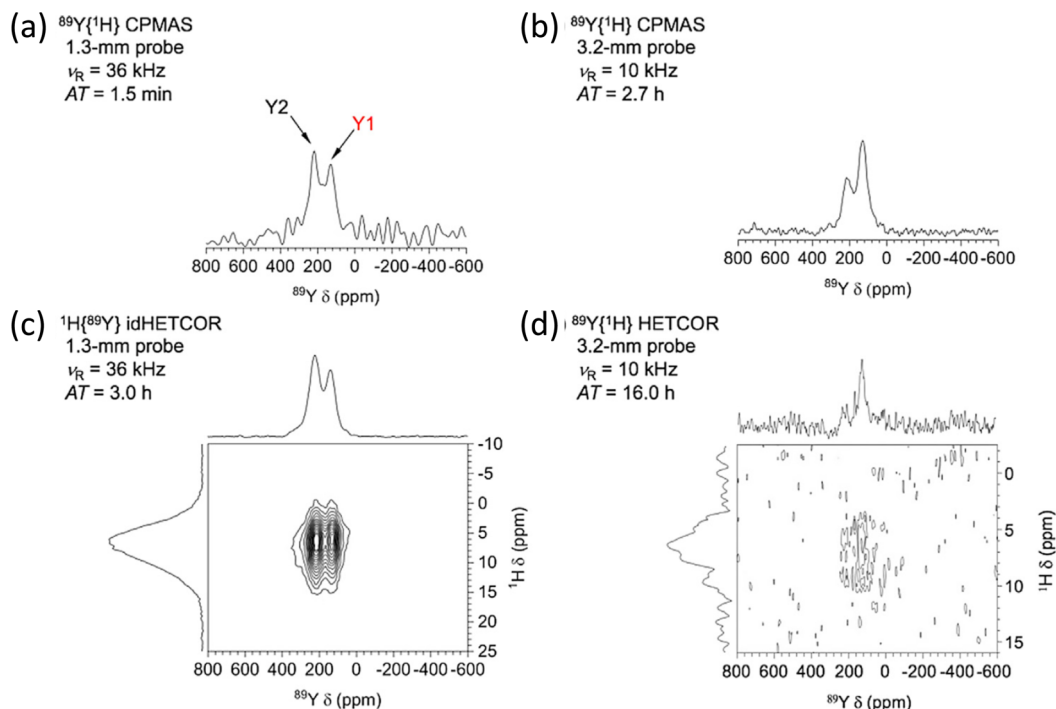 (a)
⁸⁹Y{¹H} CPMAS
1.3-mm probe
νR = 36 kHz
AT = 1.5 min
Y2
Y1
800 600 400 200 0 -200 -400 -600
⁸⁹Y δ (ppm)
(b)
⁸⁹Y{¹H} CPMAS
3.2-mm probe
νR = 10 kHz
AT = 2.7 h
800 600 400 200 0 -200 -400 -600
⁸⁹Y δ (ppm)
(c)
¹H{⁸⁹Y} idHETCOR
1.3-mm probe
νR = 36 kHz
AT = 3.0 h
-10
-5
0
5
10
15
20
25
¹H δ (ppm)
800 600 400 200 0 -200 -400 -600
⁸⁹Y δ (ppm)
(d)
⁸⁹Y{¹H} HETCOR
3.2-mm probe
νR = 10 kHz
AT = 16.0 h
0
5
10
15
¹H δ (ppm)
800 600 400 200 0 -200 -400 -600
⁸⁹Y δ (ppm)